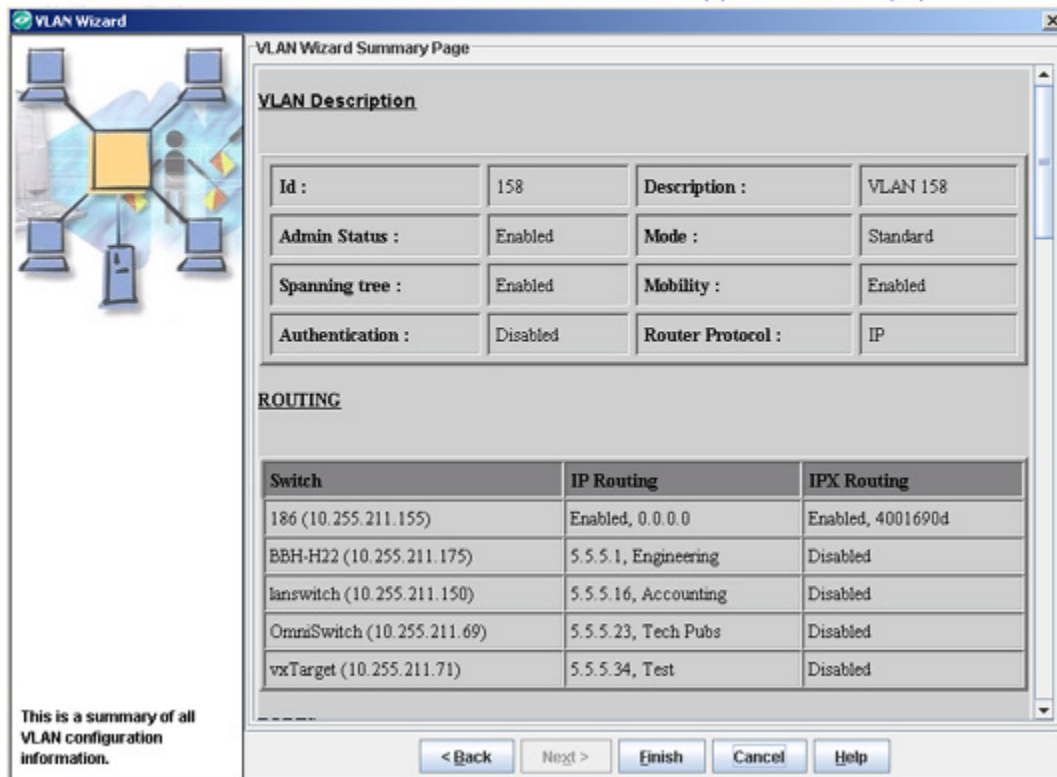 VLAN Wizard
VLAN Wizard Summary Page
VLAN Description
Id : 158 Description : VLAN 158
Admin Status : Enabled Mode : Standard
Spanning tree : Enabled Mobility : Enabled
Authentication : Disabled Router Protocol : IP
ROUTING
Switch IP Routing IPX Routing
186 (10.255.211.155) Enabled, 0.0.0.0 Enabled, 4001690d
BBH-H22 (10.255.211.175) 5.5.5.1, Engineering Disabled
lanswitch (10.255.211.150) 5.5.5.16, Accounting Disabled
OmniSwitch (10.255.211.69) 5.5.5.23, Tech Pubs Disabled
vxTarget (10.255.211.71) 5.5.5.34, Test Disabled
This is a summary of all
VLAN configuration
information.
< Back Next > Finish Cancel Help